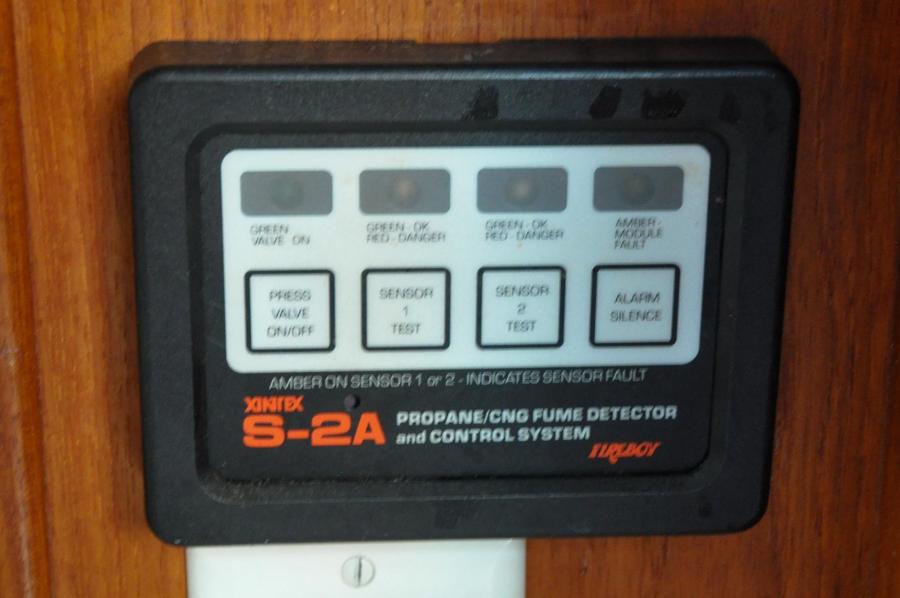 GREEN
VALVE ON
GREEN - OK
RED - DANGER
GREEN - OK
RED - DANGER
AMBER -
MODULE
FAULT
PRESS
VALVE
ON/OFF
SENSOR
1
TEST
SENSOR
2
TEST
ALARM
SILENCE
AMBER ON SENSOR 1 or 2 - INDICATES SENSOR FAULT
XINTEX
S-2A
PROPANE/CNG FUME DETECTOR
and CONTROL SYSTEM
FIREBOY